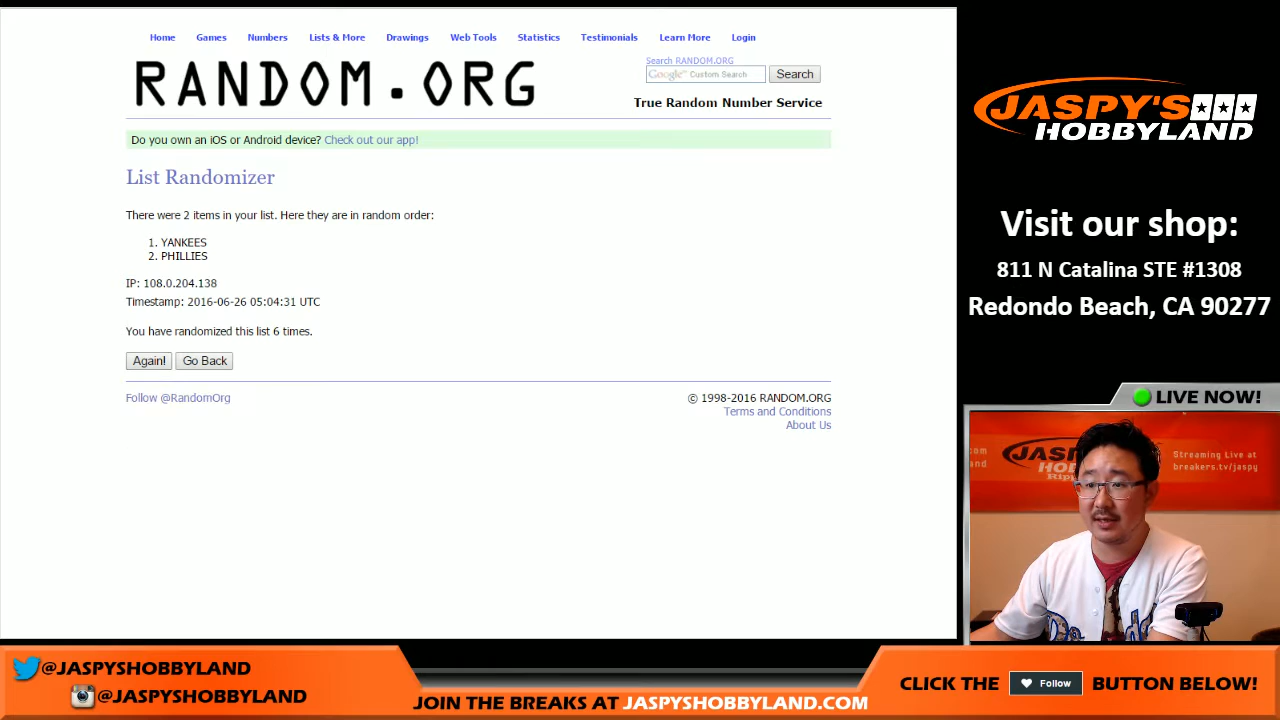 Home Games Numbers Lists & More Drawings Web Tools Statistics Testimonials Learn More Login
RANDOM.ORG
Search RANDOM.ORG
Google™ Custom Search Search
True Random Number Service
Do you own an iOS or Android device? Check out our app!
List Randomizer
There were 2 items in your list. Here they are in random order:
1. YANKEES
2. PHILLIES
IP: 108.0.204.138
Timestamp: 2016-06-26 05:04:31 UTC
You have randomized this list 6 times.
Again! Go Back
Follow @RandomOrg
© 1998-2016 RANDOM.ORG
Terms and Conditions
About Us
JASPY'S
HOBBYLAND
Visit our shop:
811 N Catalina STE #1308
Redondo Beach, CA 90277
LIVE NOW!
Streaming Live at
breakers.tv/jaspy
@JASPYSHOBBYLAND
@JASPYSHOBBYLAND
JOIN THE BREAKS AT JASPYSHOBBYLAND.COM
CLICK THE Follow BUTTON BELOW!